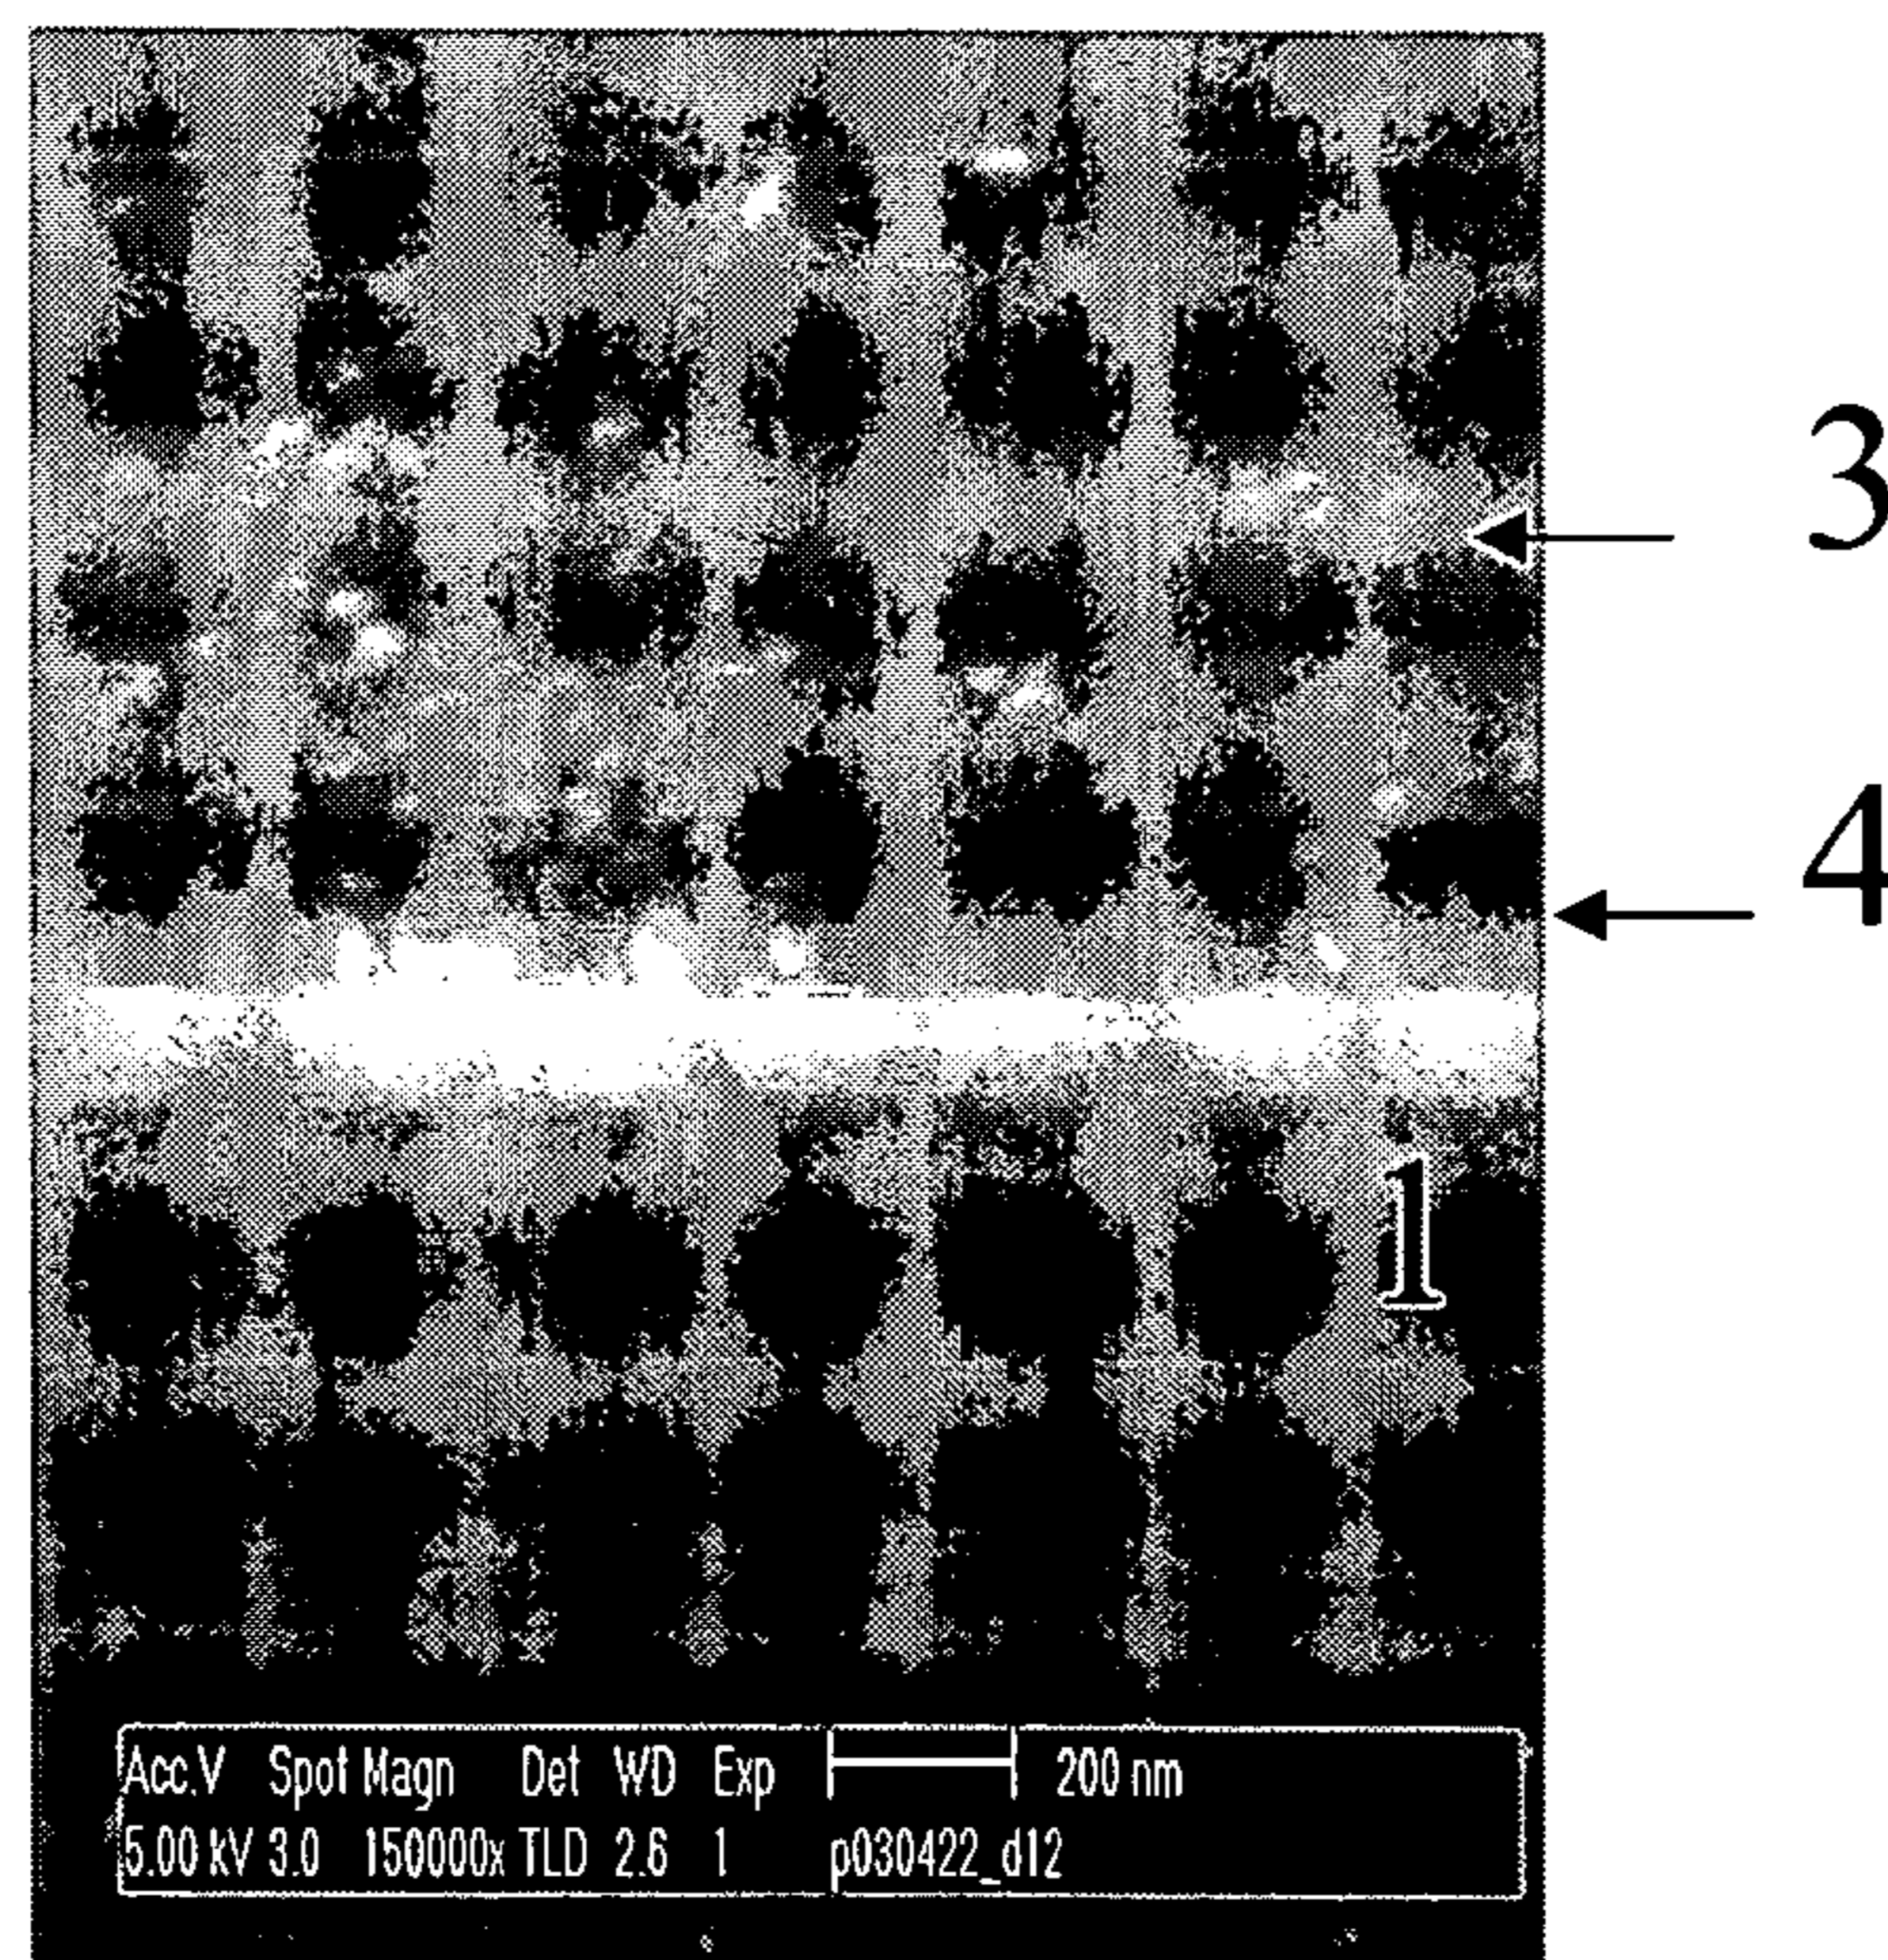 3
4
1
Acc.V Spot Magn Det WD Exp 200 nm
5.00 kV 3.0 150000x TLD 2.6 1 p030422_d12